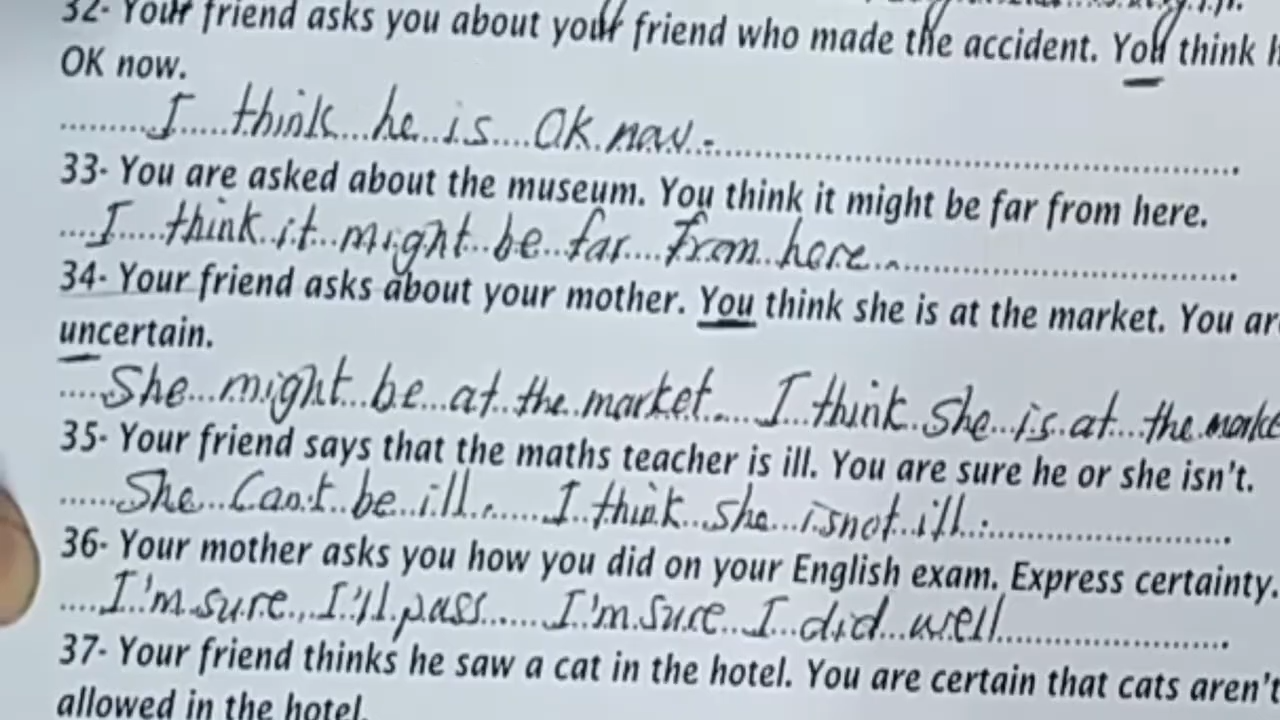 32- Your friend asks you about your friend who made the accident. You think
OK now.
I think he is OK now.
33- You are asked about the museum. You think it might be far from here.
I think it might be far from here.
34- Your friend asks about your mother. You think she is at the market. You are
uncertain.
She might be at the market. I think She is at the market
35- Your friend says that the maths teacher is ill. You are sure he or she isn't.
She Can't be ill. I think she is not ill.
36- Your mother asks you how you did on your English exam. Express certainty.
I'm sure, I'll pass. I'm sure I did well
37- Your friend thinks he saw a cat in the hotel. You are certain that cats aren't
allowed in the hotel.